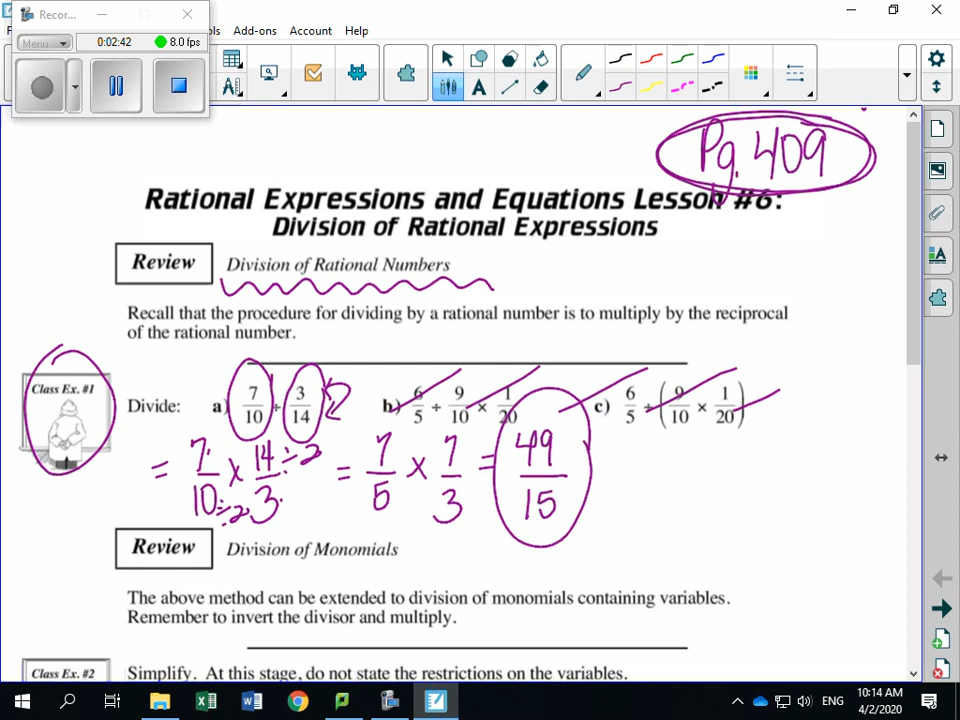 Recor...
Menu
0:02:42
8.0 fps
ols Add-ons Account Help
Pg. 409
Rational Expressions and Equations Lesson #6:
Division of Rational Expressions
Review Division of Rational Numbers
Recall that the procedure for dividing by a rational number is to multiply by the reciprocal
of the rational number.
Class Ex. #1
Divide: a) 7/10 ÷ 3/14 b) 6/5 ÷ 9/10 × 1/20 c) 6/5 ÷ (9/10 × 1/20)
= 7/10÷2 × 14÷2/3 = 7/5 × 7/3 = 49/15
Review Division of Monomials
The above method can be extended to division of monomials containing variables.
Remember to invert the divisor and multiply.
Class Ex. #2 Simplify. At this stage, do not state the restrictions on the variables.
ENG
10:14 AM
4/2/2020